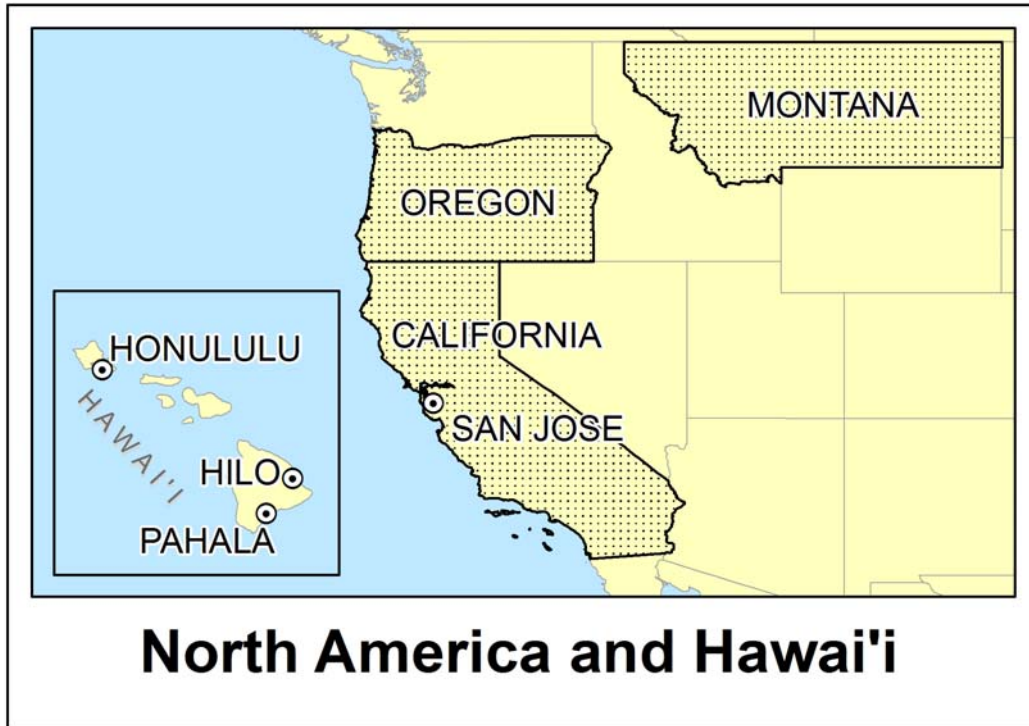 MONTANA
OREGON
CALIFORNIA
HONULULU
HAWAI'I
SAN JOSE
HILO
PAHALA
North America and Hawai'i